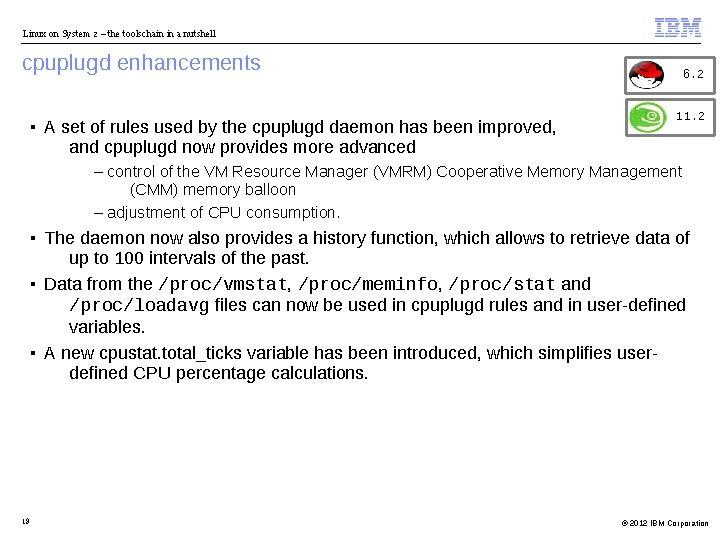 Linux on System z – the toolschain in a nutshell
IBM
cpuplugd enhancements
6.2
11.2
▪ A set of rules used by the cpuplugd daemon has been improved,
and cpuplugd now provides more advanced
– control of the VM Resource Manager (VMRM) Cooperative Memory Management
(CMM) memory balloon
– adjustment of CPU consumption.
▪ The daemon now also provides a history function, which allows to retrieve data of
up to 100 intervals of the past.
▪ Data from the /proc/vmstat, /proc/meminfo, /proc/stat and
/proc/loadavg files can now be used in cpuplugd rules and in user-defined
variables.
▪ A new cpustat.total_ticks variable has been introduced, which simplifies user-
defined CPU percentage calculations.
19
© 2012 IBM Corporation